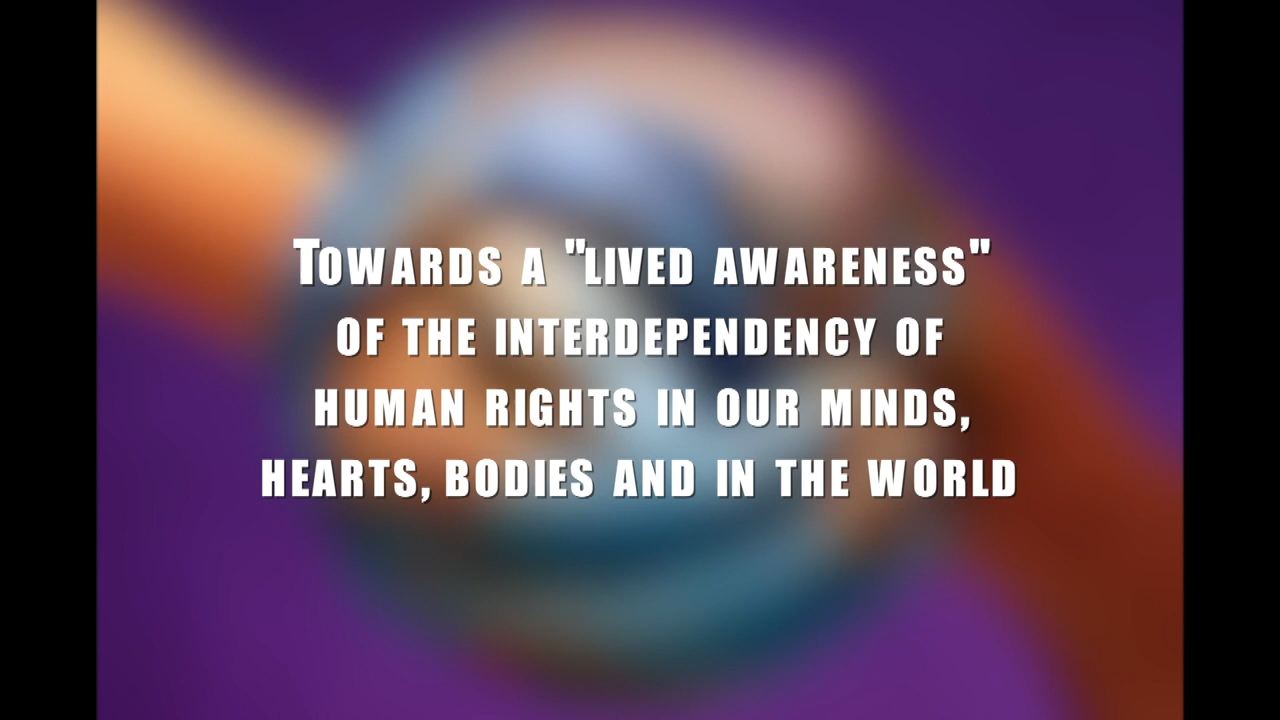 Towards a "lived awareness"
of the interdependency of
human rights in our minds,
hearts, bodies and in the world